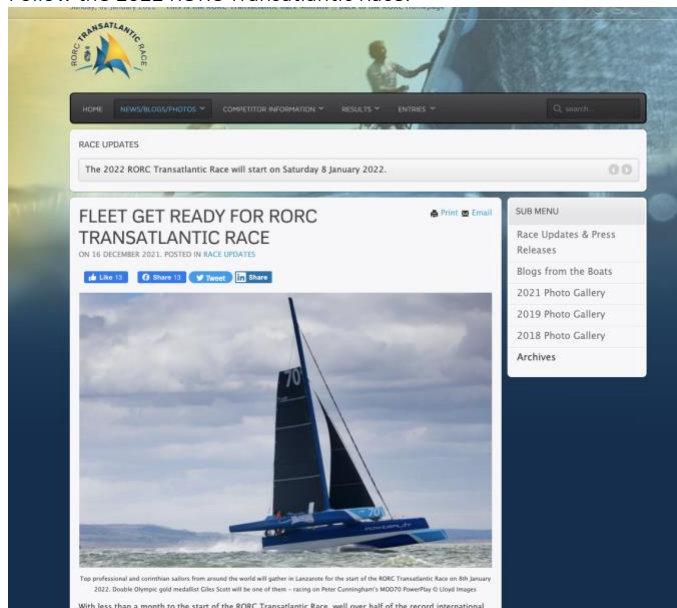 Follow the 2022 RORC Transatlantic Race:
Sunday, 02 January 2021
RORC TRANSATLANTIC RACE
HOME NEWS/BLOGS/PHOTOS COMPETITOR INFORMATION RESULTS ENTRIES search...
RACE UPDATES
The 2022 RORC Transatlantic Race will start on Saturday 8 January 2022.
FLEET GET READY FOR RORC
TRANSATLANTIC RACE
Print Email
ON 16 DECEMBER 2021. POSTED IN RACE UPDATES
Like 13 Share 13 Tweet Share
70
POWERPLAY
Top professional and corinthian sailors from around the world will gather in Lanzarote for the start of the RORC Transatlantic Race on 8th January
2022. Double Olympic gold medallist Giles Scott will be one of them – racing on Peter Cunningham's MOD70 PowerPlay © Lloyd Images
With less than a month to the start of the RORC Transatlantic Race, well over half of the record international
SUB MENU
Race Updates & Press
Releases
Blogs from the Boats
2021 Photo Gallery
2019 Photo Gallery
2018 Photo Gallery
Archives